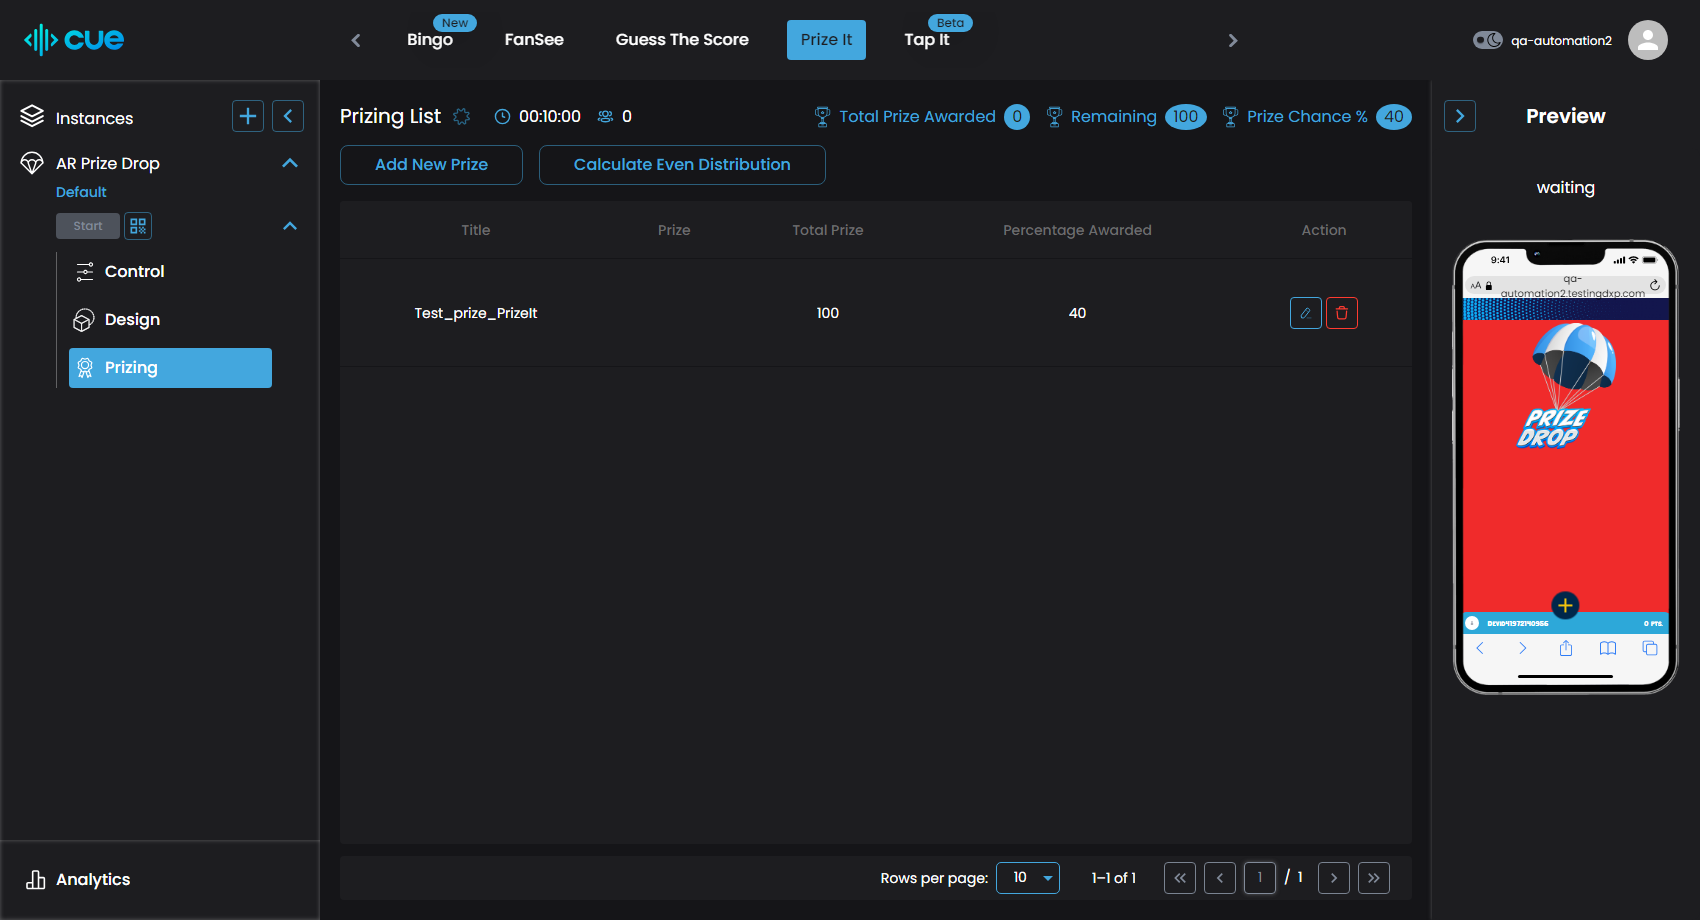 cue
New
Bingo
FanSee
Guess The Score
Prize It
Beta
Tap It
qa-automation2
Instances
AR Prize Drop
Default
Start
Control
Design
Prizing
Analytics
Prizing List
00:10:00
0
Total Prize Awarded 0
Remaining 100
Prize Chance % 40
Add New Prize
Calculate Even Distribution
Title Prize Total Prize Percentage Awarded Action
Test_prize_PrizeIt 100 40
Rows per page: 10 1–1 of 1 1 / 1
Preview
waiting
9:41
AA
qa-
automation2.testingdxp.com
PRIZE
DROP
0 PTS.